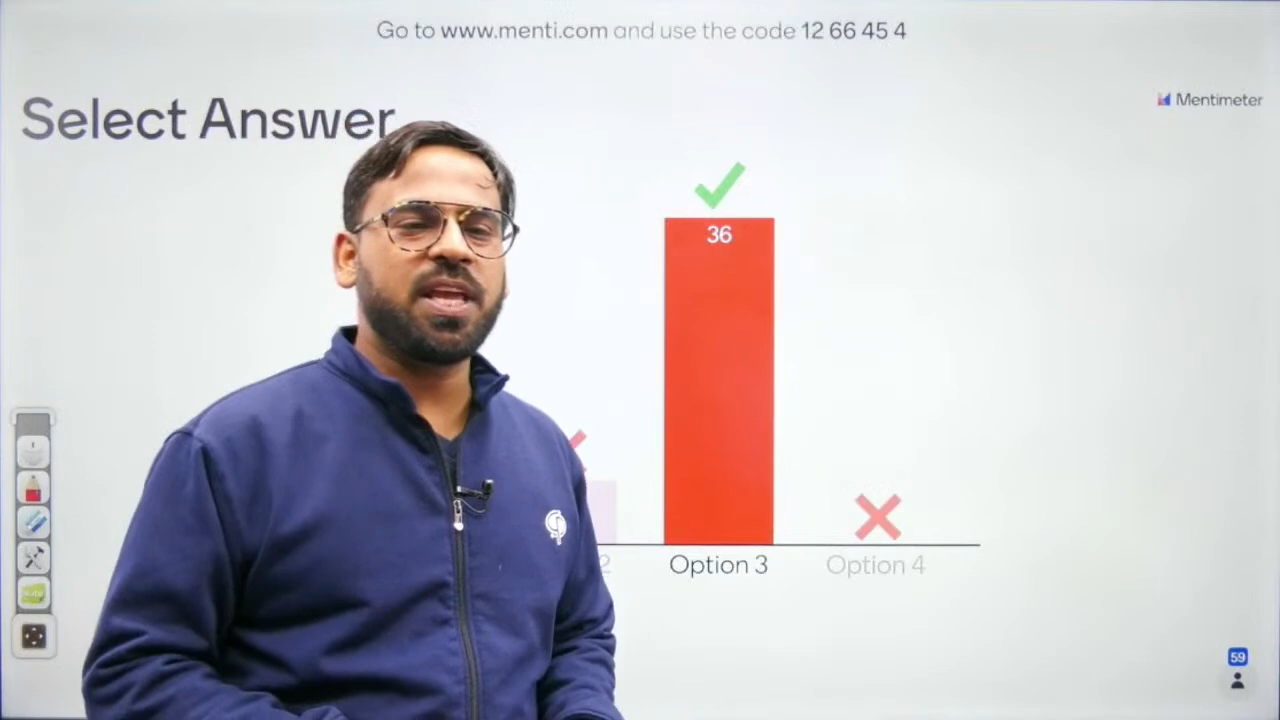 Go to www.menti.com and use the code 12 66 45 4
Select Answer
Mentimeter
36
2
Option 3
Option 4
59